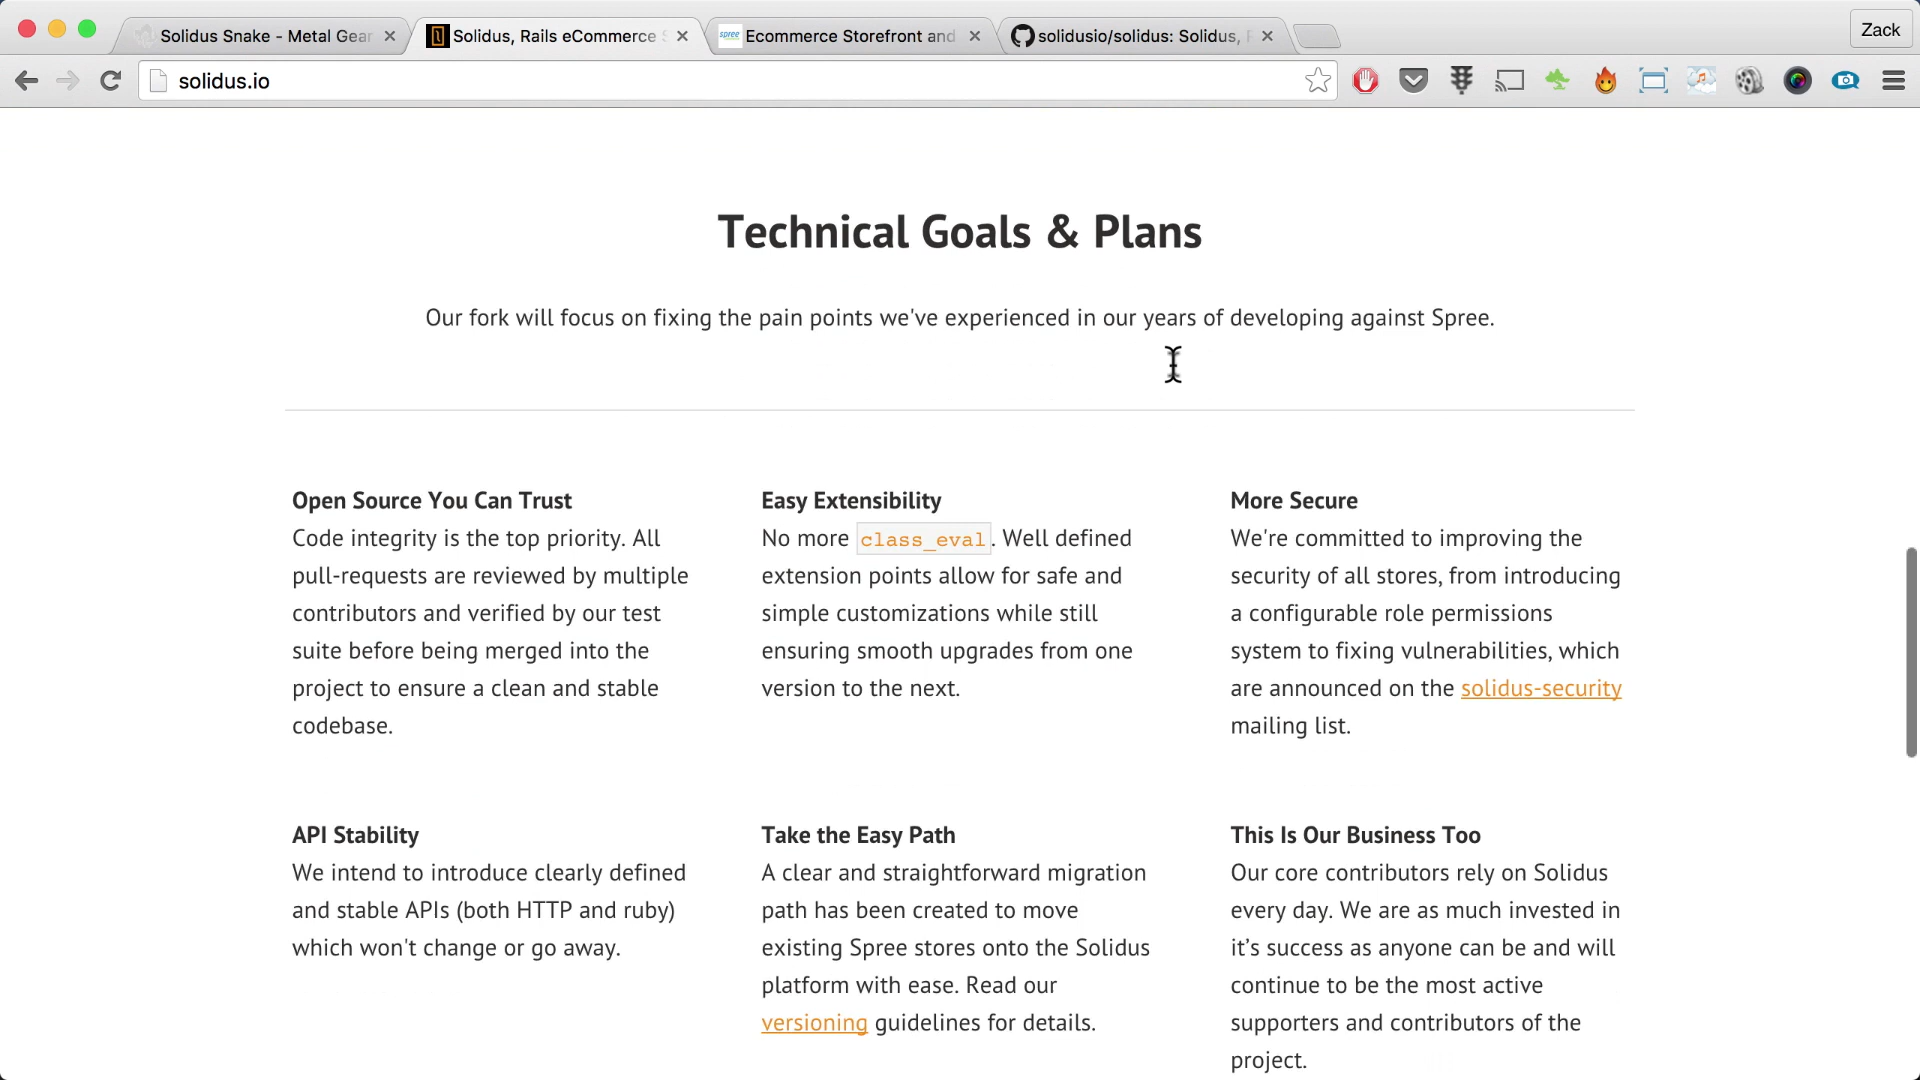 Solidus Snake - Metal Gear
Solidus, Rails eCommerce S
spree Ecommerce Storefront and
solidusio/solidus: Solidus, R
Zack
solidus.io
Technical Goals & Plans
Our fork will focus on fixing the pain points we've experienced in our years of developing against Spree.
Open Source You Can Trust
Code integrity is the top priority. All
pull-requests are reviewed by multiple
contributors and verified by our test
suite before being merged into the
project to ensure a clean and stable
codebase.
Easy Extensibility
No more class_eval. Well defined
extension points allow for safe and
simple customizations while still
ensuring smooth upgrades from one
version to the next.
More Secure
We're committed to improving the
security of all stores, from introducing
a configurable role permissions
system to fixing vulnerabilities, which
are announced on the solidus-security
mailing list.
API Stability
We intend to introduce clearly defined
and stable APIs (both HTTP and ruby)
which won't change or go away.
Take the Easy Path
A clear and straightforward migration
path has been created to move
existing Spree stores onto the Solidus
platform with ease. Read our
versioning guidelines for details.
This Is Our Business Too
Our core contributors rely on Solidus
every day. We are as much invested in
it’s success as anyone can be and will
continue to be the most active
supporters and contributors of the
project.